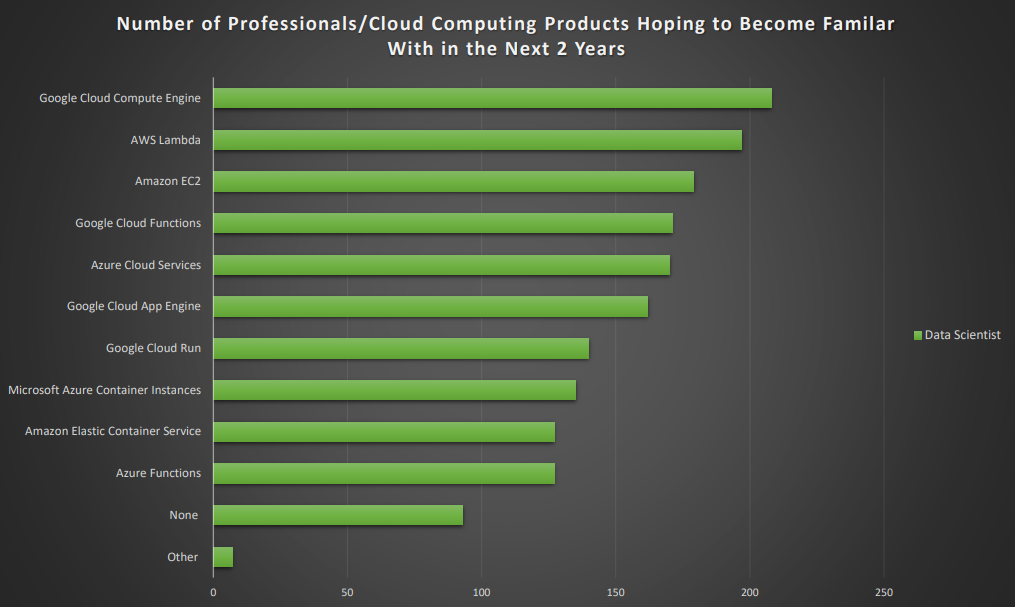 Number of Professionals/Cloud Computing Products Hoping to Become Familar
With in the Next 2 Years
Google Cloud Compute Engine
AWS Lambda
Amazon EC2
Google Cloud Functions
Azure Cloud Services
Google Cloud App Engine
Google Cloud Run
Microsoft Azure Container Instances
Amazon Elastic Container Service
Azure Functions
None
Other
0 50 100 150 200 250
Data Scientist